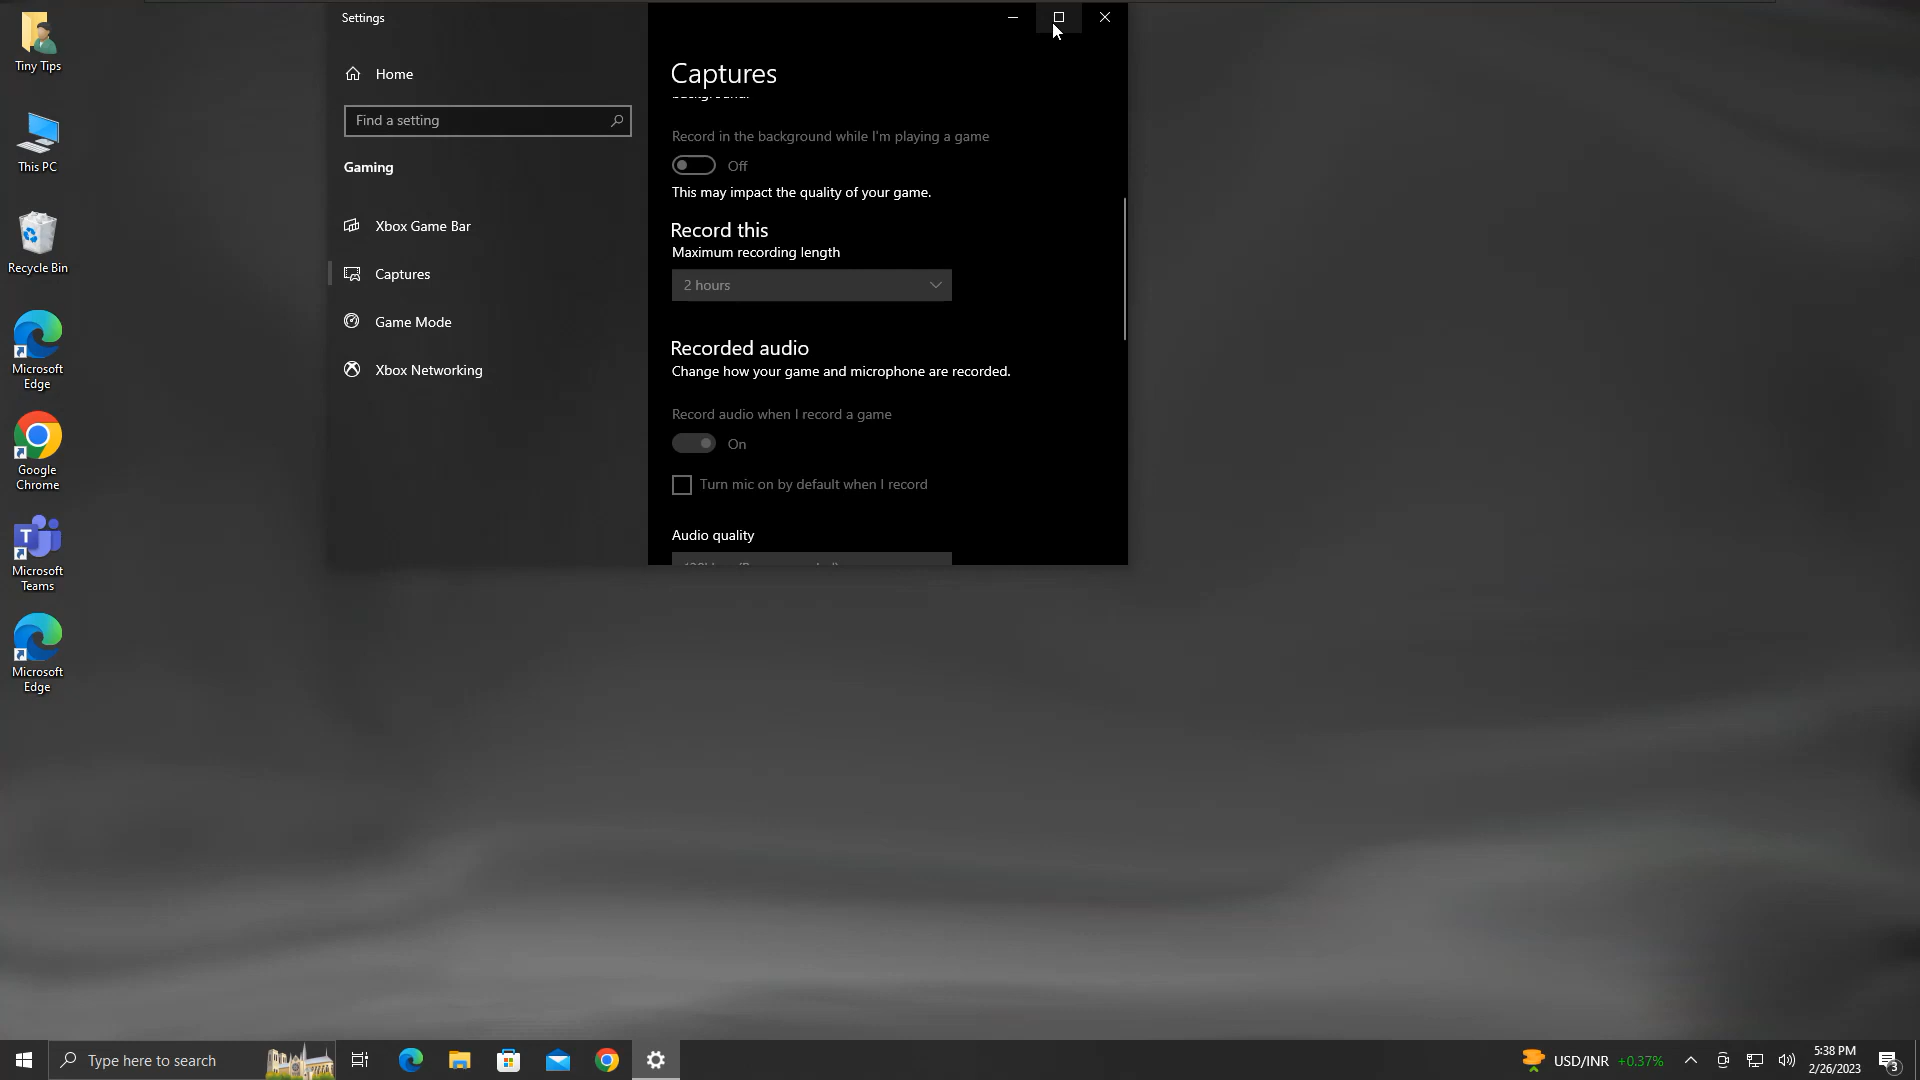 Settings
Tiny Tips
This PC
Recycle Bin
Microsoft
Edge
Google
Chrome
Microsoft
Teams
Microsoft
Edge
Home
Find a setting
Gaming
Xbox Game Bar
Captures
Game Mode
Xbox Networking
Captures
background.
Record in the background while I'm playing a game
Off
This may impact the quality of your game.
Record this
Maximum recording length
2 hours
Recorded audio
Change how your game and microphone are recorded.
Record audio when I record a game
On
Turn mic on by default when I record
Audio quality
Type here to search
USD/INR +0.37%
5:38 PM
2/26/2023
3